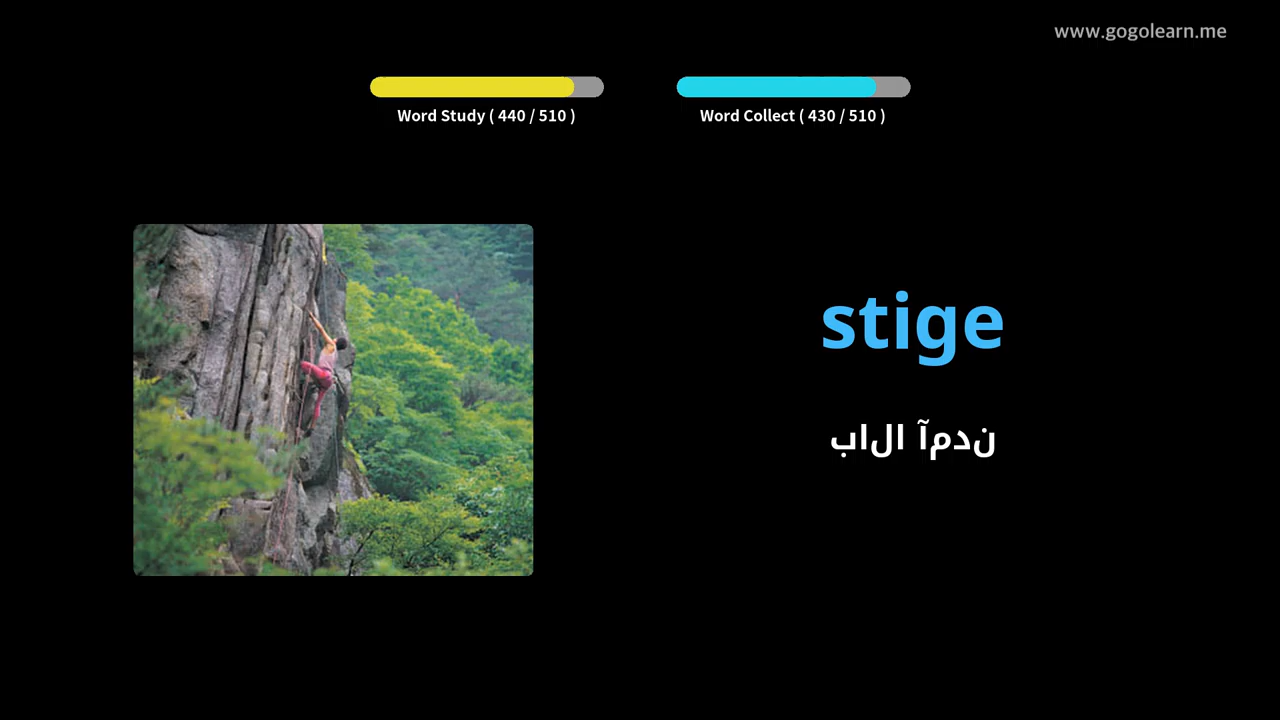 www.gogolearn.me
Word Study ( 440 / 510 )
Word Collect ( 430 / 510 )
stige
بالا آمدن